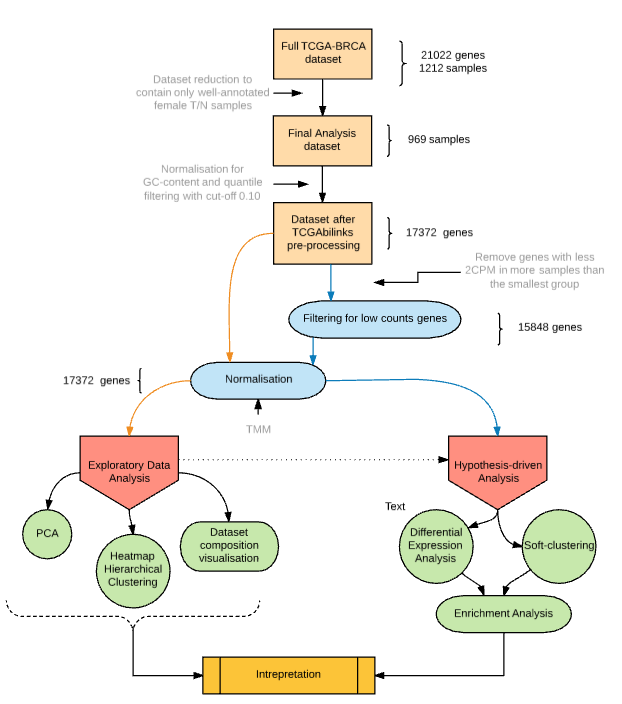 Full TCGA-BRCA
dataset
21022 genes
1212 samples
Dataset reduction to
contain only well-annotated
female T/N samples
Final Analysis
dataset
969 samples
Normalisation for
GC-content and quantile
filtering with cut-off 0.10
Dataset after
TCGAbilinks
pre-processing
17372 genes
Remove genes with less
2CPM in more samples than
the smallest group
Filtering for low counts genes
15848 genes
17372 genes
Normalisation
TMM
Exploratory Data
Analysis
Hypothesis-driven
Analysis
Text
PCA
Heatmap
Hierarchical
Clustering
Dataset
composition
visualisation
Differential
Expression
Analysis
Soft-clustering
Enrichment Analysis
Intrepretation